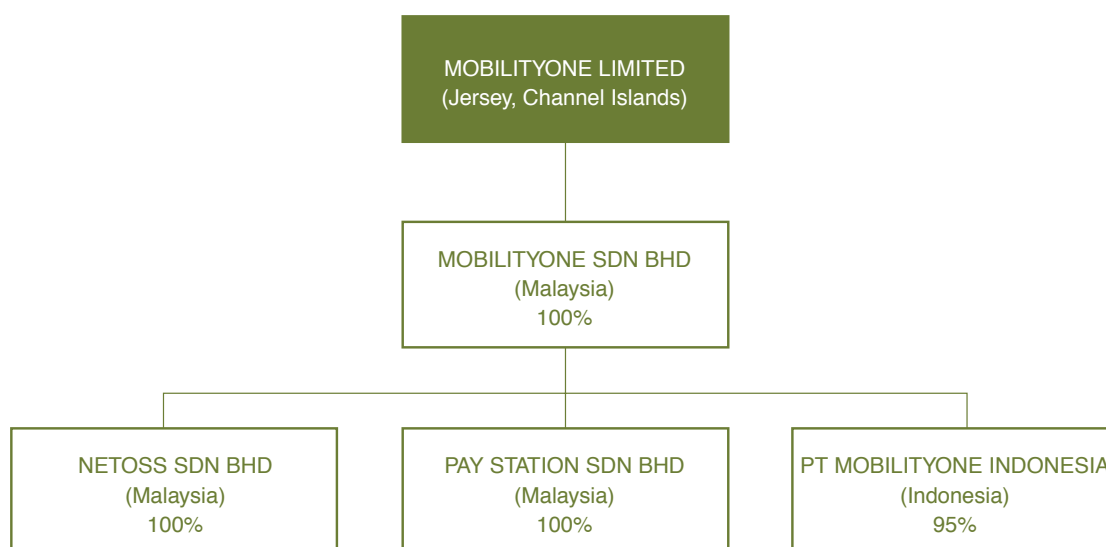 MOBILITYONE LIMITED
(Jersey, Channel Islands)
MOBILITYONE SDN BHD
(Malaysia)
100%
NETOSS SDN BHD
(Malaysia)
100%
PAY STATION SDN BHD
(Malaysia)
100%
PT MOBILITYONE INDONESIA
(Indonesia)
95%